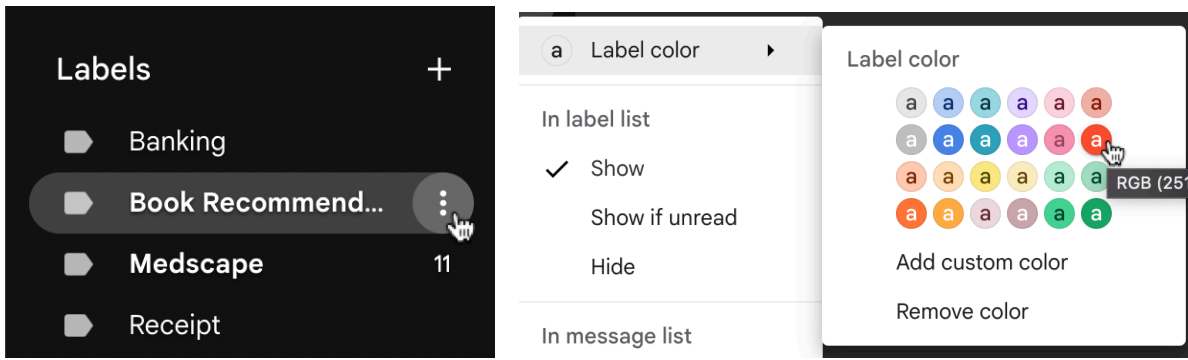 Labels +
Banking
Book Recommend...
Medscape 11
Receipt
a Label color
In label list
Show
Show if unread
Hide
In message list
Label color
a a a a a a
a a a a a a
a a a a a a
RGB (251
a a a a a a
Add custom color
Remove color